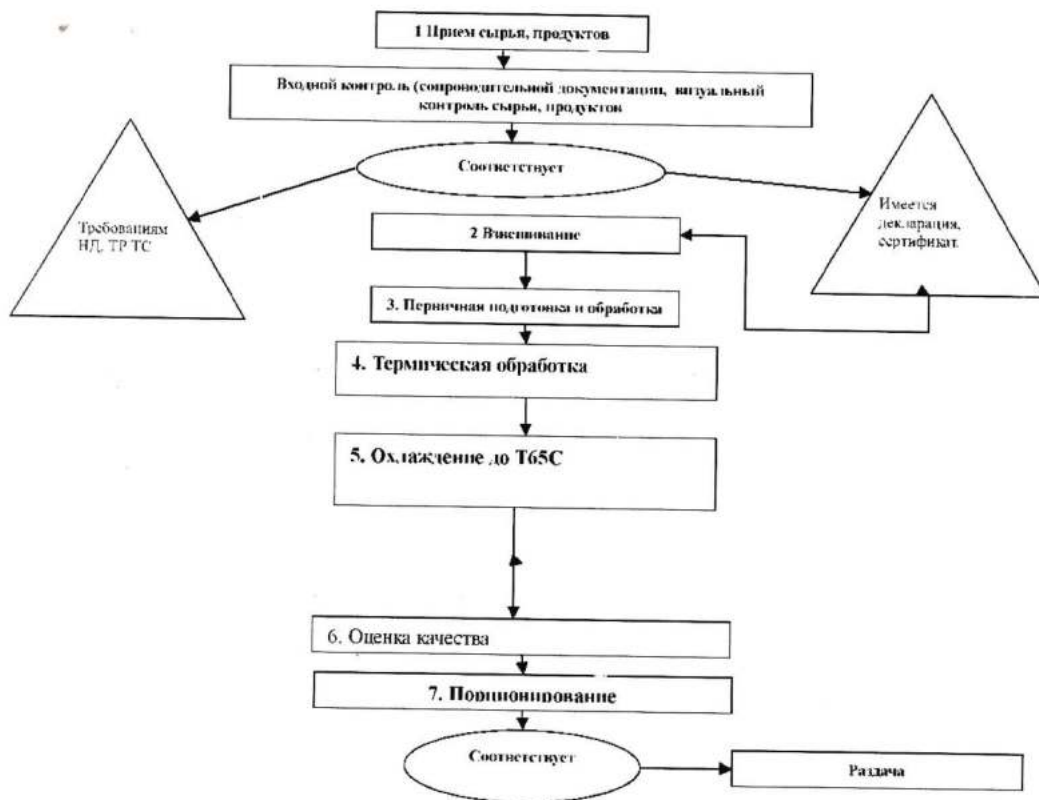 1 Прием сырья, продуктов
Входной контроль (сопроводительной документации, визуальный
контроль сырья, продуктов
Соответствует
Требованиям
НД, ТР ТС
Имеется
декларация,
сертификат.
2 Взвешивание
3. Первичная подготовка и обработка
4. Термическая обработка
5. Охлаждение до Т65С
6. Оценка качества
7. Порционирование
Соответствует
Раздача